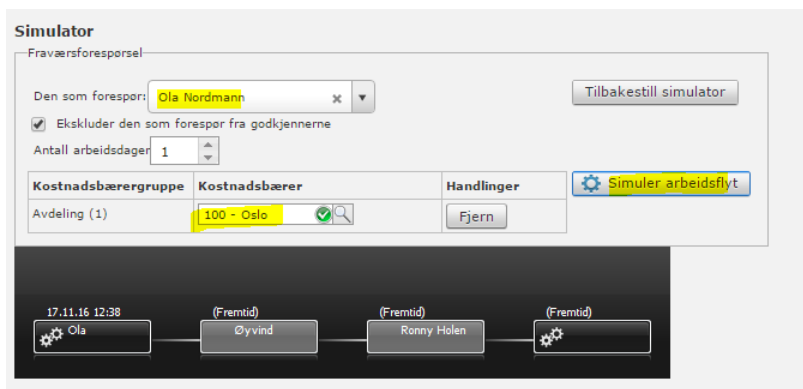 Simulator
Fraværsforespørsel
Den som forespør: Ola Nordmann
Tilbakestill simulator
Ekskluder den som forespør fra godkjennerne
Antall arbeidsdager 1
Kostnadsbærergruppe Kostnadsbærer Handlinger
Simuler arbeidsflyt
Avdeling (1) 100 - Oslo Fjern
17.11.16 12:38 (Fremtid) (Fremtid) (Fremtid)
Ola Øyvind Ronny Holen